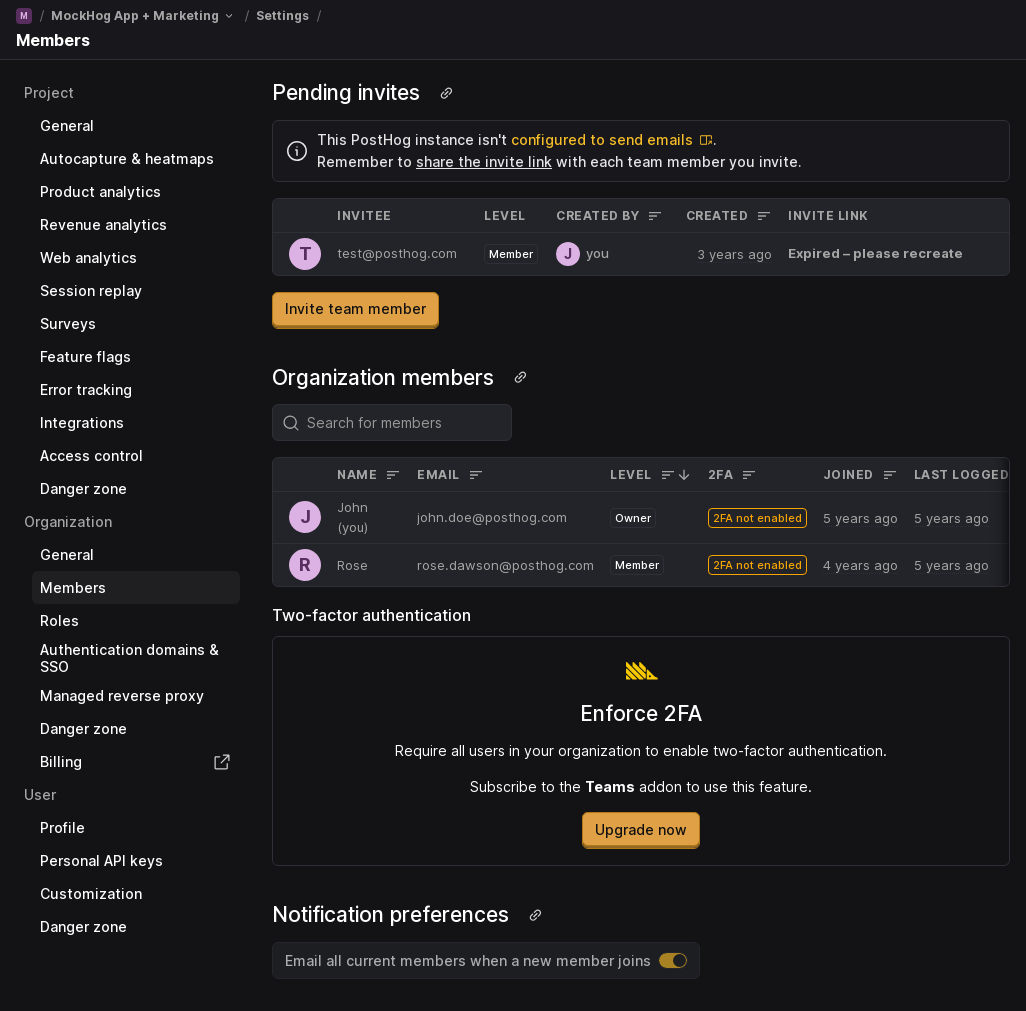 M / MockHog App + Marketing / Settings /
Members
Project
General
Autocapture & heatmaps
Product analytics
Revenue analytics
Web analytics
Session replay
Surveys
Feature flags
Error tracking
Integrations
Access control
Danger zone
Organization
General
Members
Roles
Authentication domains &
SSO
Managed reverse proxy
Danger zone
Billing
User
Profile
Personal API keys
Customization
Danger zone
Pending invites
This PostHog instance isn't configured to send emails.
Remember to share the invite link with each team member you invite.
INVITEE LEVEL CREATED BY CREATED INVITE LINK
T test@posthog.com Member J you 3 years ago Expired – please recreate
Invite team member
Organization members
Search for members
NAME EMAIL LEVEL 2FA JOINED LAST LOGGED
J John (you) john.doe@posthog.com Owner 2FA not enabled 5 years ago 5 years ago
R Rose rose.dawson@posthog.com Member 2FA not enabled 4 years ago 5 years ago
Two-factor authentication
Enforce 2FA
Require all users in your organization to enable two-factor authentication.
Subscribe to the Teams addon to use this feature.
Upgrade now
Notification preferences
Email all current members when a new member joins